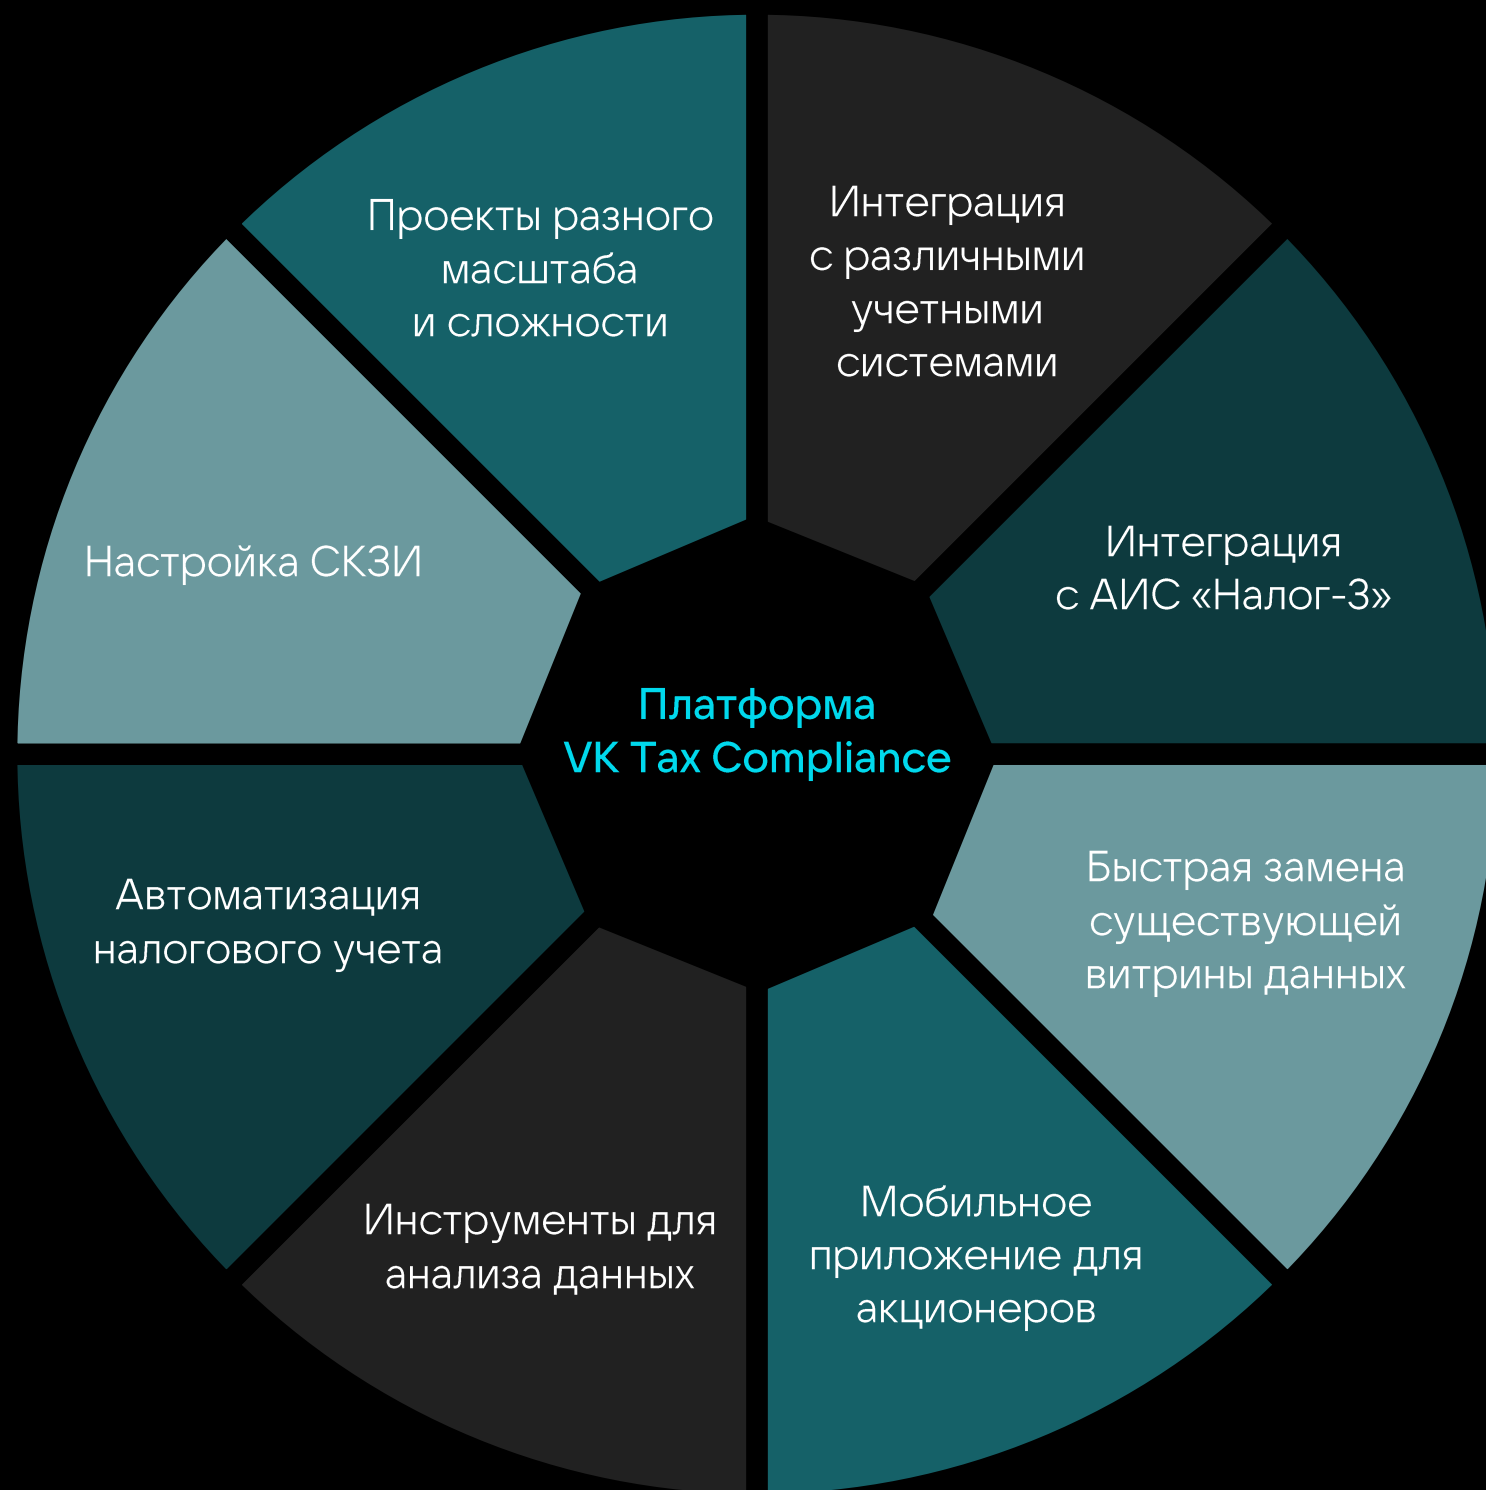 Проекты разного
масштаба
и сложности
Интеграция
с различными
учетными
системами
Настройка СКЗИ
Интеграция
с АИС «Налог-3»
Платформа
VK Tax Compliance
Автоматизация
налогового учета
Быстрая замена
существующей
витрины данных
Инструменты для
анализа данных
Мобильное
приложение для
акционеров